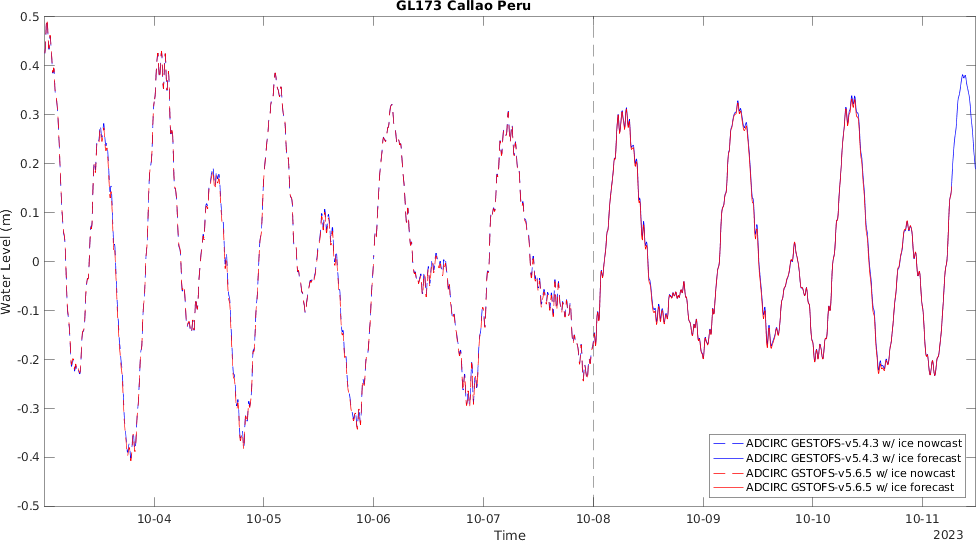 GL173 Callao Peru
0.5
0.4
0.3
0.2
0.1
0
-0.1
-0.2
-0.3
-0.4
-0.5
Water Level (m)
ADCIRC GESTOFS-v5.4.3 w/ ice nowcast
ADCIRC GESTOFS-v5.4.3 w/ ice forecast
ADCIRC GSTOFS-v5.6.5 w/ ice nowcast
ADCIRC GSTOFS-v5.6.5 w/ ice forecast
10-04 10-05 10-06 10-07 10-08 10-09 10-10 10-11
Time
2023